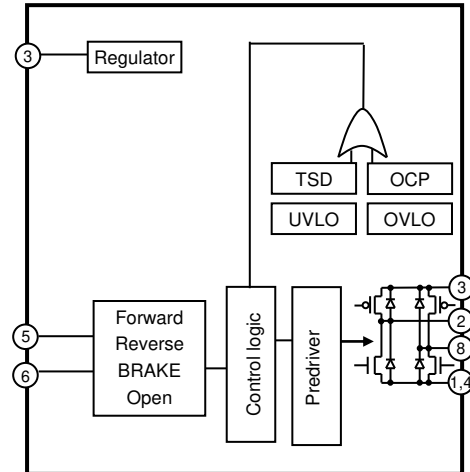 3
Regulator
TSD
OCP
UVLO
OVLO
3
2
8
1,4
5
6
Forward
Reverse
BRAKE
Open
Control logic
Predriver